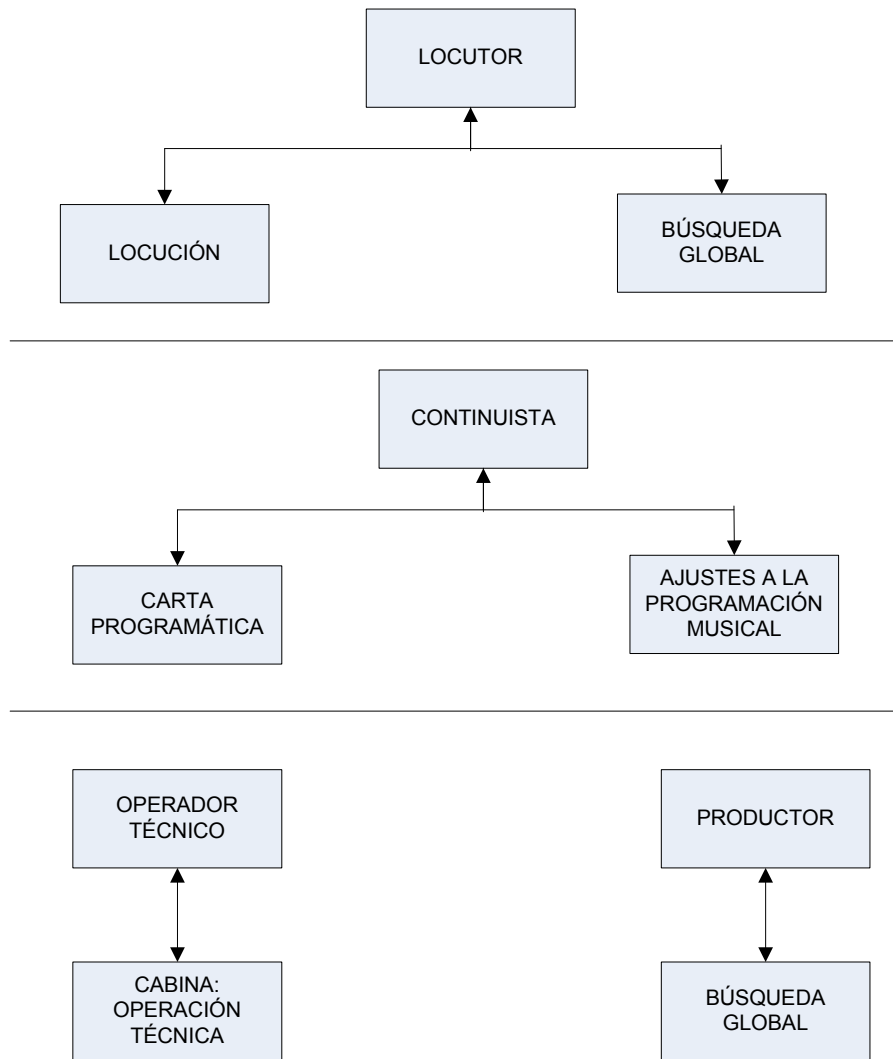 LOCUTOR
LOCUCIÓN
BÚSQUEDA
GLOBAL
CONTINUISTA
CARTA
PROGRAMÁTICA
AJUSTES A LA
PROGRAMACIÓN
MUSICAL
OPERADOR
TÉCNICO
PRODUCTOR
CABINA:
OPERACIÓN
TÉCNICA
BÚSQUEDA
GLOBAL